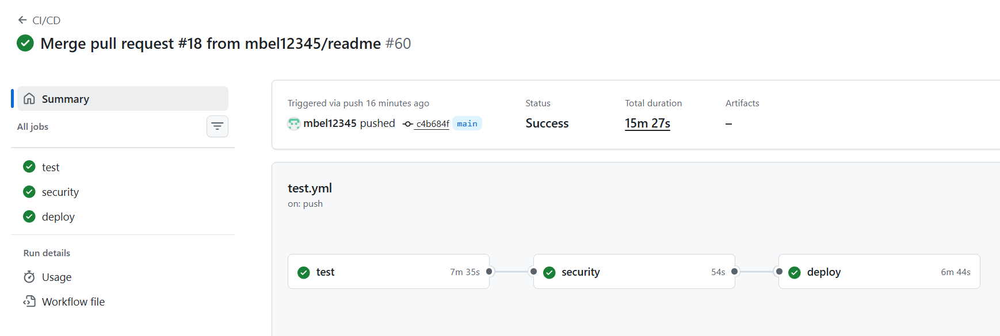 CI/CD
Merge pull request #18 from mbel12345/readme #60
Summary
All jobs
test
security
deploy
Run details
Usage
Workflow file
Triggered via push 16 minutes ago
mbel12345 pushed c4b684f main
Status
Success
Total duration
15m 27s
Artifacts
–
test.yml
on: push
test 7m 35s
security 54s
deploy 6m 44s